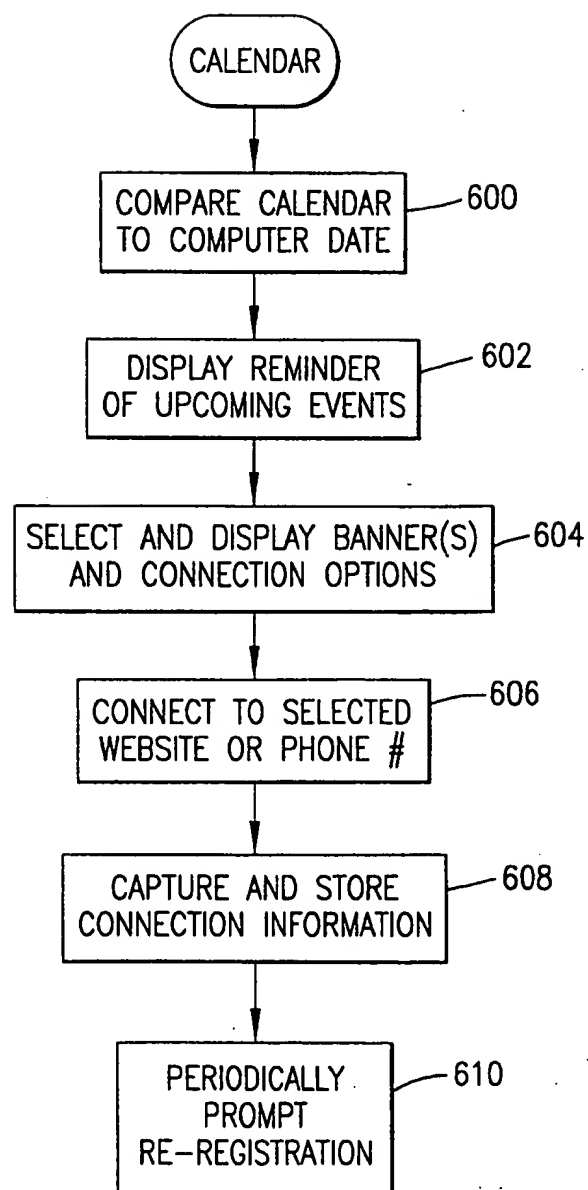 CALENDAR
COMPARE CALENDAR
TO COMPUTER DATE
600
DISPLAY REMINDER
OF UPCOMING EVENTS
602
SELECT AND DISPLAY BANNER(S)
AND CONNECTION OPTIONS
604
CONNECT TO SELECTED
WEBSITE OR PHONE #
606
CAPTURE AND STORE
CONNECTION INFORMATION
608
PERIODICALLY
PROMPT
RE-REGISTRATION
610